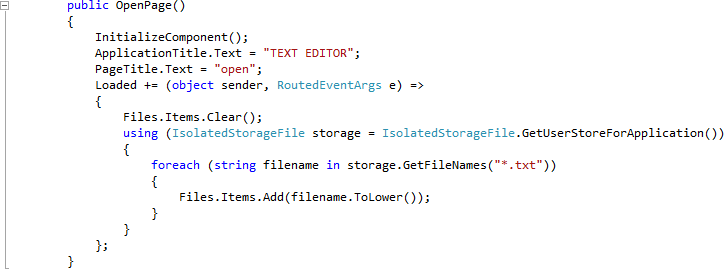 public OpenPage()
{
    InitializeComponent();
    ApplicationTitle.Text = "TEXT EDITOR";
    PageTitle.Text = "open";
    Loaded += (object sender, RoutedEventArgs e) =>
    {
        Files.Items.Clear();
        using (IsolatedStorageFile storage = IsolatedStorageFile.GetUserStoreForApplication())
        {
            foreach (string filename in storage.GetFileNames("*.txt"))
            {
                Files.Items.Add(filename.ToLower());
            }
        }
    };
}